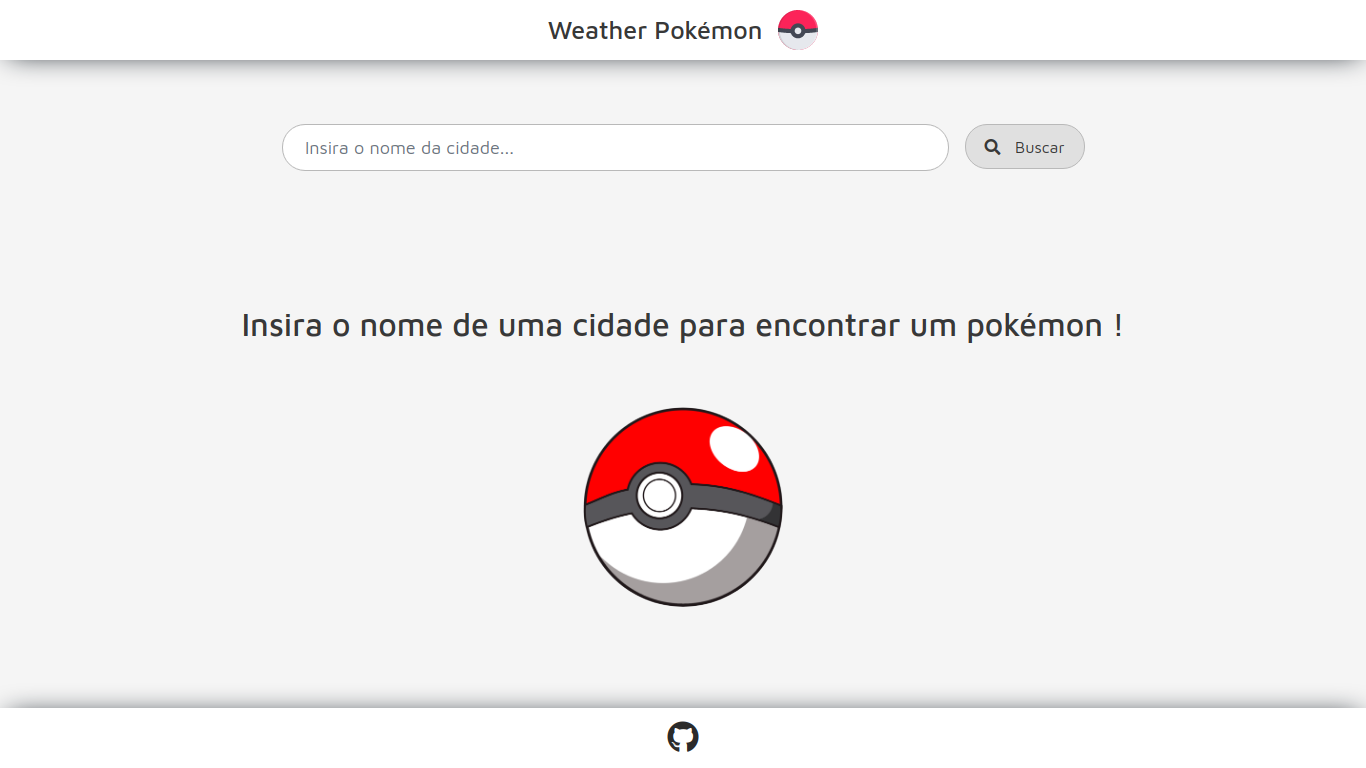 Weather Pokémon
Insira o nome da cidade...
Buscar
Insira o nome de uma cidade para encontrar um pokémon !